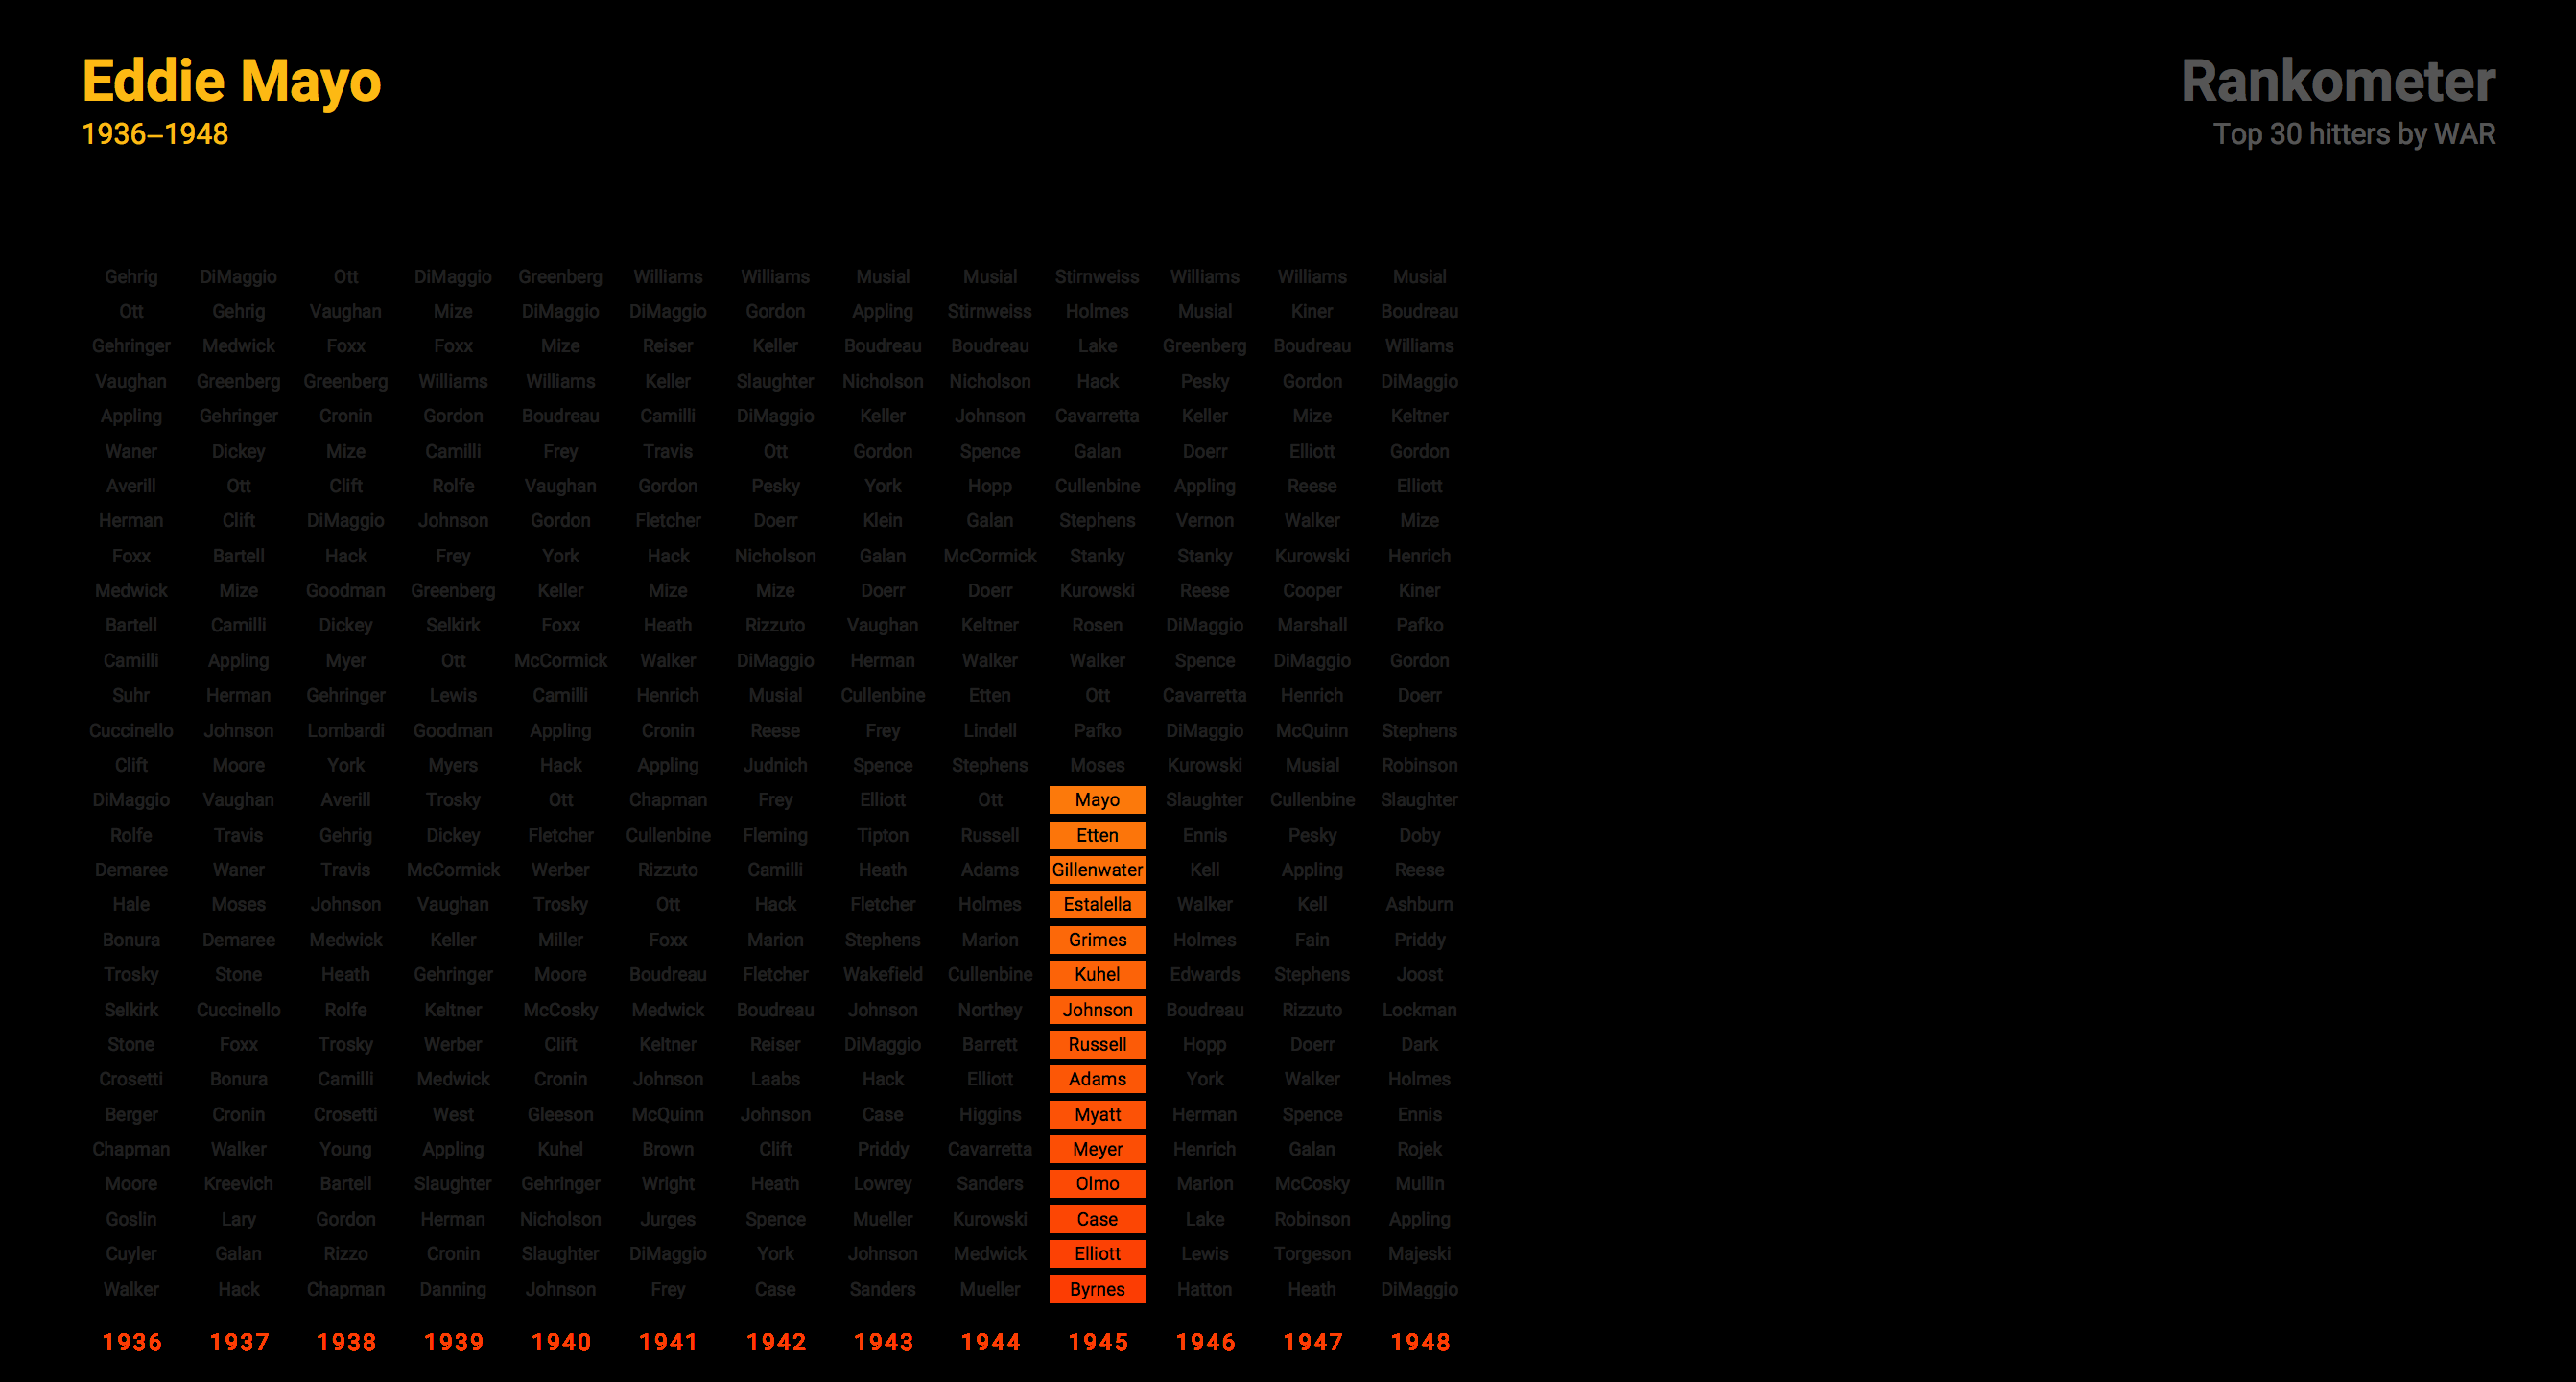 Eddie Mayo
1936–1948
Rankometer
Top 30 hitters by WAR
Gehrig DiMaggio Ott DiMaggio Greenberg Williams Williams Musial Musial Stirnweiss Williams Williams Musial
Ott Gehrig Vaughan Mize DiMaggio DiMaggio Gordon Appling Stirnweiss Holmes Musial Kiner Boudreau
Gehringer Medwick Foxx Foxx Mize Reiser Keller Boudreau Boudreau Lake Greenberg Boudreau Williams
Vaughan Greenberg Greenberg Williams Williams Keller Slaughter Nicholson Nicholson Hack Pesky Gordon DiMaggio
Appling Gehringer Cronin Gordon Boudreau Camilli DiMaggio Keller Johnson Cavarretta Keller Mize Keltner
Waner Dickey Mize Camilli Frey Travis Ott Gordon Spence Galan Doerr Elliott Gordon
Averill Ott Clift Rolfe Vaughan Gordon Pesky York Hopp Cullenbine Appling Reese Elliott
Herman Clift DiMaggio Johnson Gordon Fletcher Doerr Klein Galan Stephens Vernon Walker Mize
Foxx Bartell Hack Frey York Hack Nicholson Galan McCormick Stanky Stanky Kurowski Henrich
Medwick Mize Goodman Greenberg Keller Mize Mize Doerr Doerr Kurowski Reese Cooper Kiner
Bartell Camilli Dickey Selkirk Foxx Heath Rizzuto Vaughan Keltner Rosen DiMaggio Marshall Pafko
Camilli Appling Myer Ott McCormick Walker DiMaggio Herman Walker Walker Spence DiMaggio Gordon
Suhr Herman Gehringer Lewis Camilli Henrich Musial Cullenbine Etten Ott Cavarretta Henrich Doerr
Cuccinello Johnson Lombardi Goodman Appling Cronin Reese Frey Lindell Pafko DiMaggio McQuinn Stephens
Clift Moore York Myers Hack Appling Judnich Spence Stephens Moses Kurowski Musial Robinson
DiMaggio Vaughan Averill Trosky Ott Chapman Frey Elliott Ott Mayo Slaughter Cullenbine Slaughter
Rolfe Travis Gehrig Dickey Fletcher Cullenbine Fleming Tipton Russell Etten Ennis Pesky Doby
Demaree Waner Travis McCormick Werber Rizzuto Camilli Heath Adams Gillenwater Kell Appling Reese
Hale Moses Johnson Vaughan Trosky Ott Hack Fletcher Holmes Estalella Walker Kell Ashburn
Bonura Demaree Medwick Keller Miller Foxx Marion Stephens Marion Grimes Holmes Fain Priddy
Trosky Stone Heath Gehringer Moore Boudreau Fletcher Wakefield Cullenbine Kuhel Edwards Stephens Joost
Selkirk Cuccinello Rolfe Keltner McCosky Medwick Boudreau Johnson Northey Johnson Boudreau Rizzuto Lockman
Stone Foxx Trosky Werber Clift Keltner Reiser DiMaggio Barrett Russell Hopp Doerr Dark
Crosetti Bonura Camilli Medwick Cronin Johnson Laabs Hack Elliott Adams York Walker Holmes
Berger Cronin Crosetti West Gleeson McQuinn Johnson Case Higgins Myatt Herman Spence Ennis
Chapman Walker Young Appling Kuhel Brown Clift Priddy Cavarretta Meyer Henrich Galan Rojek
Moore Kreevich Bartell Slaughter Gehringer Wright Heath Lowrey Sanders Olmo Marion McCosky Mullin
Goslin Lary Gordon Herman Nicholson Jurges Spence Mueller Kurowski Case Lake Robinson Appling
Cuyler Galan Rizzo Cronin Slaughter DiMaggio York Johnson Medwick Elliott Lewis Torgeson Majeski
Walker Hack Chapman Danning Johnson Frey Case Sanders Mueller Byrnes Hatton Heath DiMaggio
1936 1937 1938 1939 1940 1941 1942 1943 1944 1945 1946 1947 1948